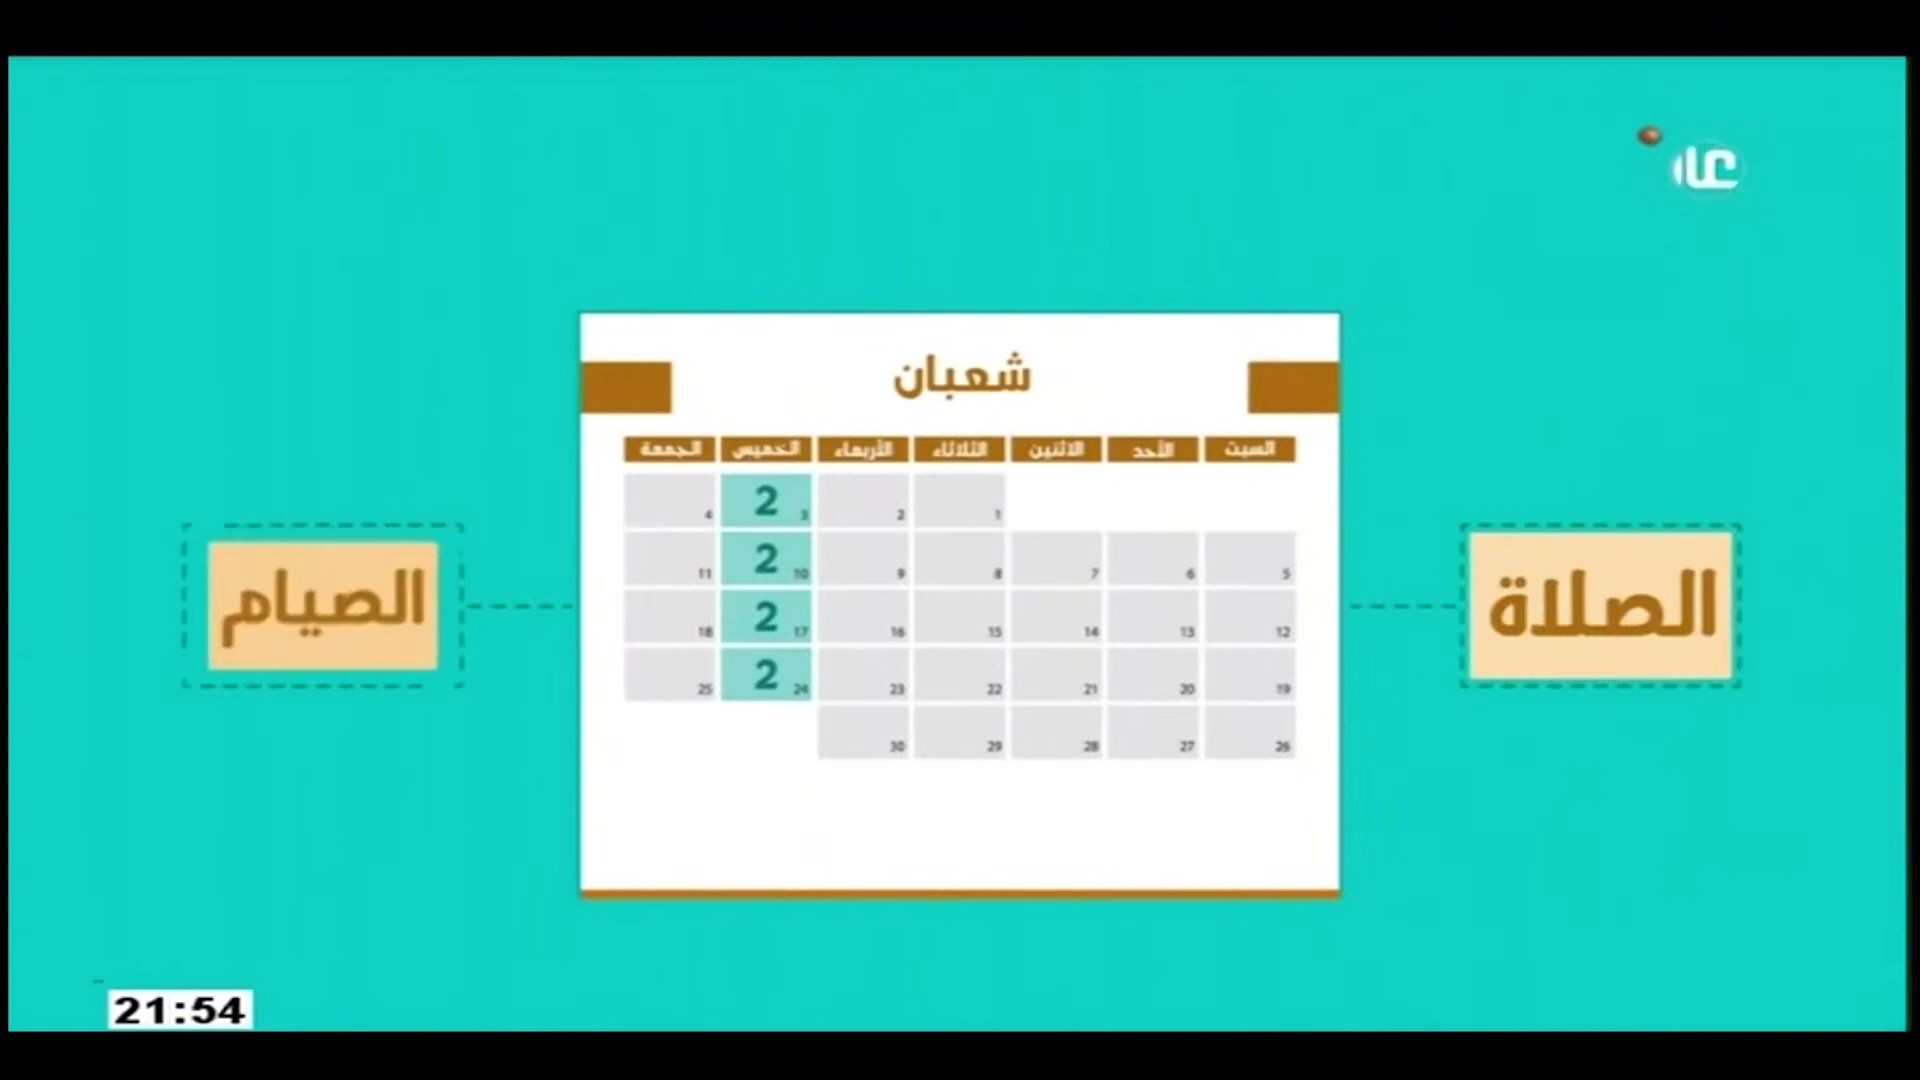 شعبان
السبت الأحد الاثنين الثلاثاء الأربعاء الخميس الجمعة
1 2 3 2 4
5 6 7 8 9 10 2 11
12 13 14 15 16 17 2 18
19 20 21 22 23 24 2 25
26 27 28 29 30
الصلاة
الصيام
21:54